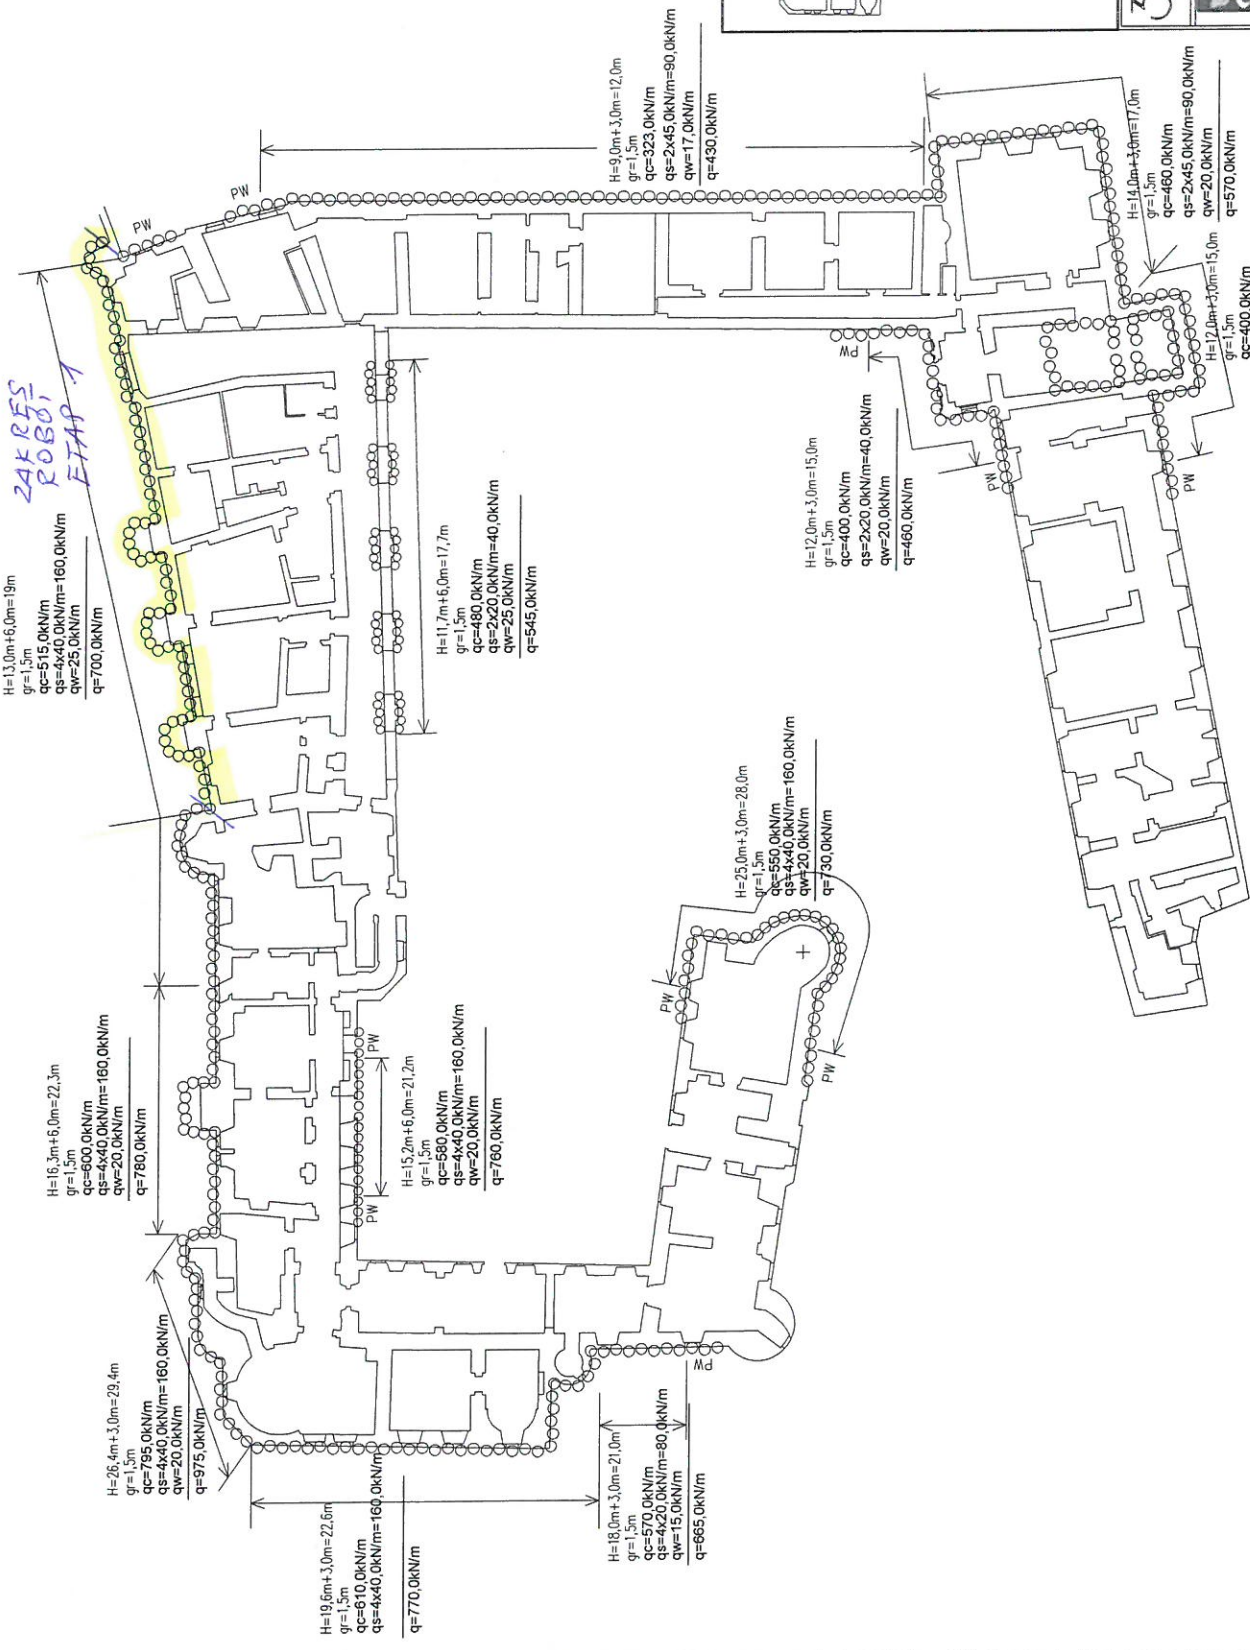 ZAKRES
ROBÓT
ETAP 1
H=13,0m+6,0m=19m
gr=1,5m
qc=515,0kN/m
qs=4x40,0kN/m=160,0kN/m
qw=25,0kN/m
q=700,0kN/m
H=16,3m+6,0m=22,3m
gr=1,5m
qc=600,0kN/m
qs=4x40,0kN/m=160,0kN/m
qw=20,0kN/m
q=780,0kN/m
H=26,4m+3,0m=29,4m
gr=1,5m
qc=795,0kN/m
qs=4x40,0kN/m=160,0kN/m
qw=20,0kN/m
q=975,0kN/m
H=19,6m+3,0m=22,6m
gr=1,5m
qc=610,0kN/m
qs=4x40,0kN/m=160,0kN/m
q=770,0kN/m
H=18,0m+3,0m=21,0m
gr=1,5m
qc=570,0kN/m
qs=4x20,0kN/m=80,0kN/m
qw=15,0kN/m
q=665,0kN/m
PW
H=15,2m+6,0m=21,2m
gr=1,5m
qc=580,0kN/m
qs=4x40,0kN/m=160,0kN/m
qw=20,0kN/m
q=760,0kN/m
PW
PW
H=25,0m+3,0m=28,0m
gr=1,5m
qc=550,0kN/m
qs=4x40,0kN/m=160,0kN/m
qw=20,0kN/m
q=730,0kN/m
PW
PW
H=11,7m+6,0m=17,7m
gr=1,5m
qc=480,0kN/m
qs=2x20,0kN/m=40,0kN/m
qw=25,0kN/m
q=545,0kN/m
PW
PW
H=9,0m+3,0m=12,0m
gr=1,5m
qc=323,0kN/m
qs=2x45,0kN/m=90,0kN/m
qw=17,0kN/m
q=430,0kN/m
H=12,0m+3,0m=15,0m
gr=1,5m
qc=400,0kN/m
qs=2x20,0kN/m=40,0kN/m
qw=20,0kN/m
q=460,0kN/m
PW
PW
PW
H=14,0m+3,0m=17,0m
gr=1,5m
qc=460,0kN/m
qs=2x45,0kN/m=90,0kN/m
qw=20,0kN/m
q=570,0kN/m
H=12,0m+3,0m=15,0m
gr=1,5m
qc=400,0kN/m